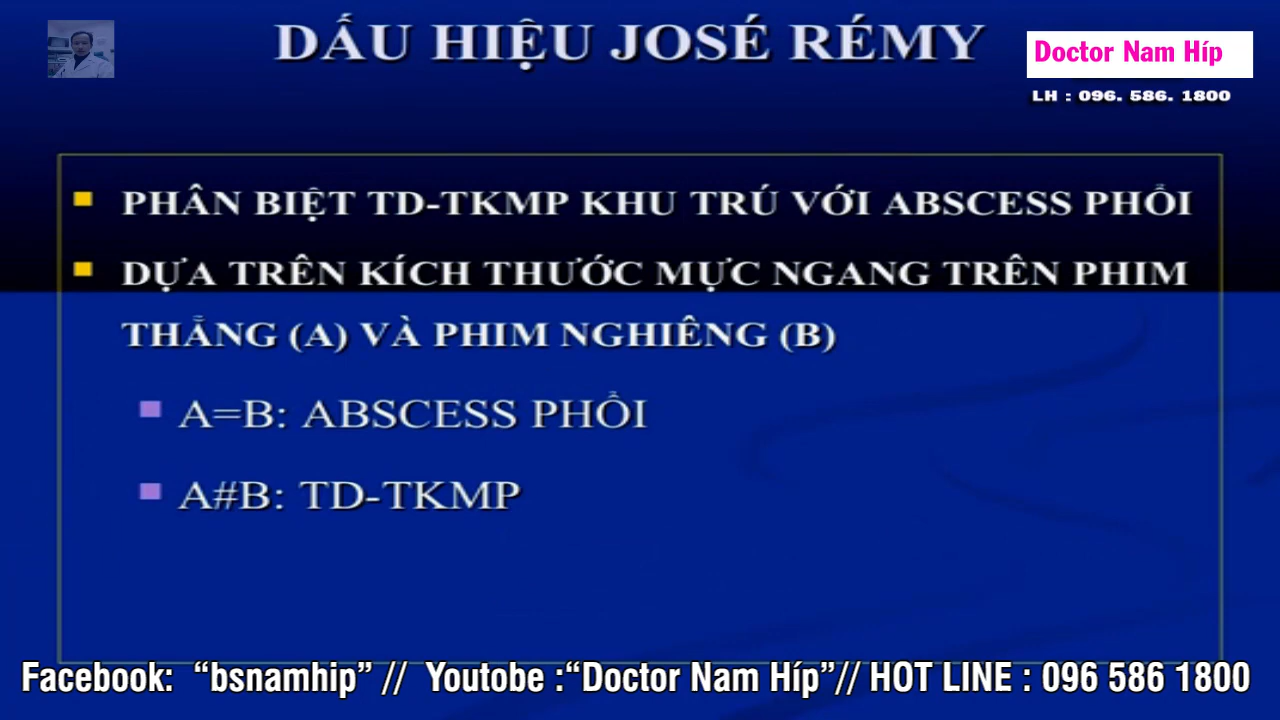 DẤU HIỆU JOSÉ RÉMY
Doctor Nam Híp
LH : 096. 586. 1800
PHÂN BIỆT TD-TKMP KHU TRÚ VỚI ABSCESS PHỔI
DỰA TRÊN KÍCH THƯỚC MỰC NGANG TRÊN PHIM
THẲNG (A) VÀ PHIM NGHIÊNG (B)
A=B: ABSCESS PHỔI
A#B: TD-TKMP
Facebook: “bsnamhip” // Youtobe :“Doctor Nam Híp”// HOT LINE : 096 586 1800